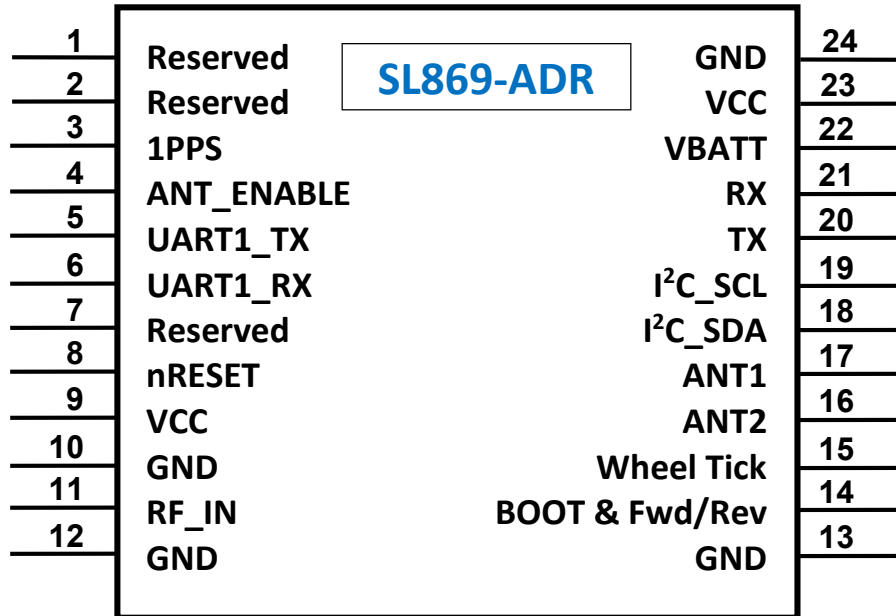 SL869-ADR
1 Reserved GND 24
2 Reserved VCC 23
3 1PPS VBATT 22
4 ANT_ENABLE RX 21
5 UART1_TX TX 20
6 UART1_RX I²C_SCL 19
7 Reserved I²C_SDA 18
8 nRESET ANT1 17
9 VCC ANT2 16
10 GND Wheel Tick 15
11 RF_IN BOOT & Fwd/Rev 14
12 GND GND 13